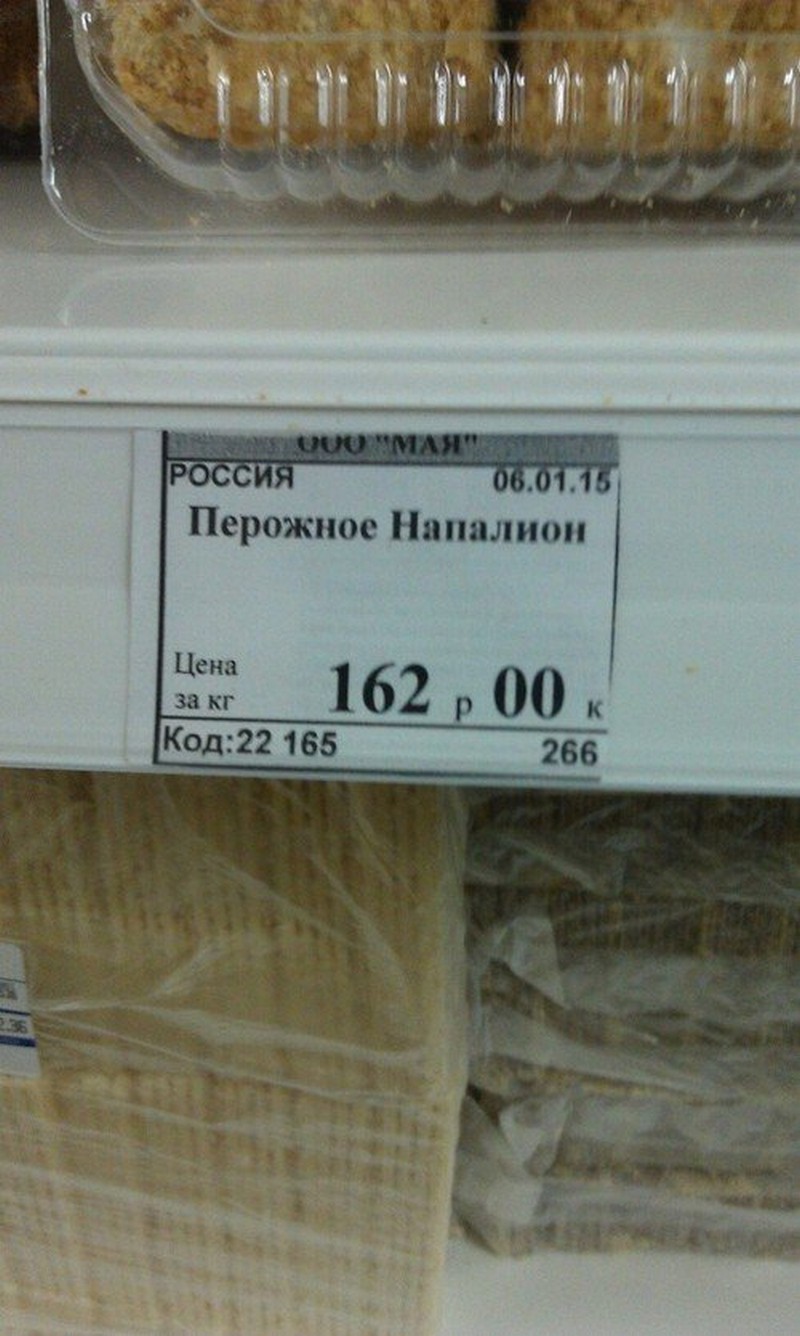 ООО "МАЯ"
РОССИЯ 06.01.15
Перожное Напалион
Цена
за кг 162 р 00 к
Код:22 165 266